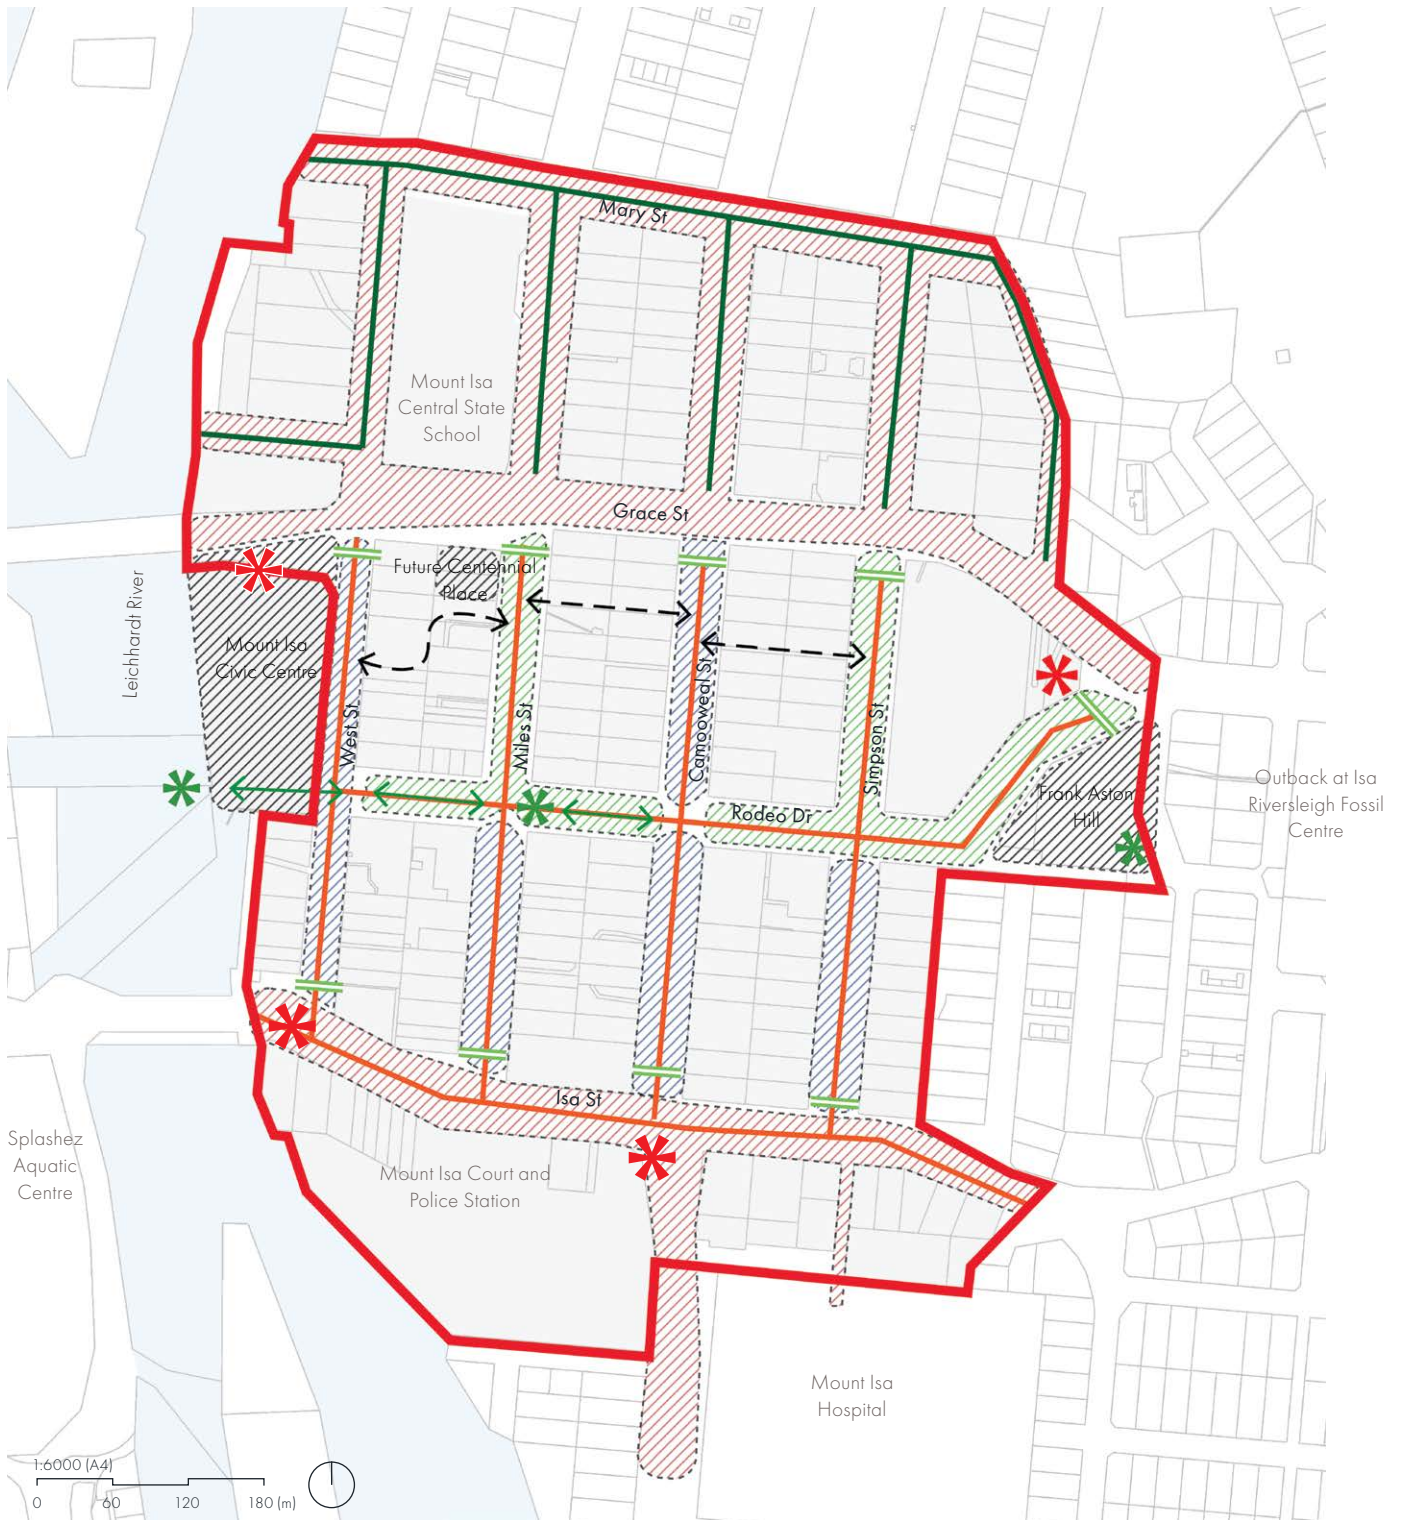 Mary St
Mount Isa
Central State
School
Grace St
Future Centennial
Place
Leichhardt River
Mount Isa
Civic Centre
West St
Miles St
Camooweal St
Simpson St
Rodeo Dr
Frank Aston
Hill
Outback at Isa
Riversleigh Fossil
Centre
Isa St
Splashez
Aquatic
Centre
Mount Isa Court and
Police Station
Mount Isa
Hospital
1:6000 (A4)
0 60 120 180 (m)